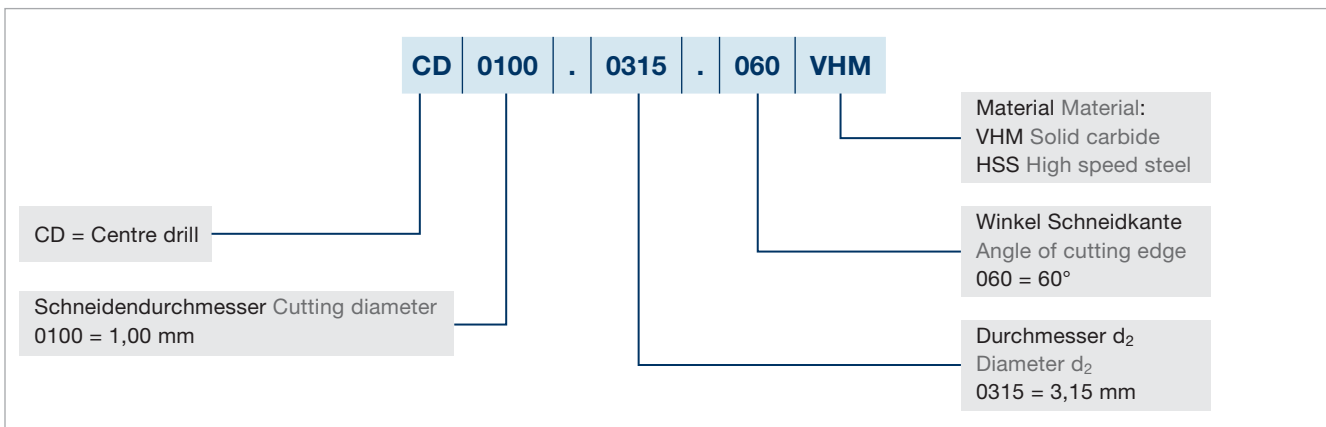 CD 0100 . 0315 . 060 VHM
Material Material:
VHM Solid carbide
HSS High speed steel
CD = Centre drill
Winkel Schneidkante
Angle of cutting edge
060 = 60°
Schneidendurchmesser Cutting diameter
0100 = 1,00 mm
Durchmesser d₂
Diameter d₂
0315 = 3,15 mm